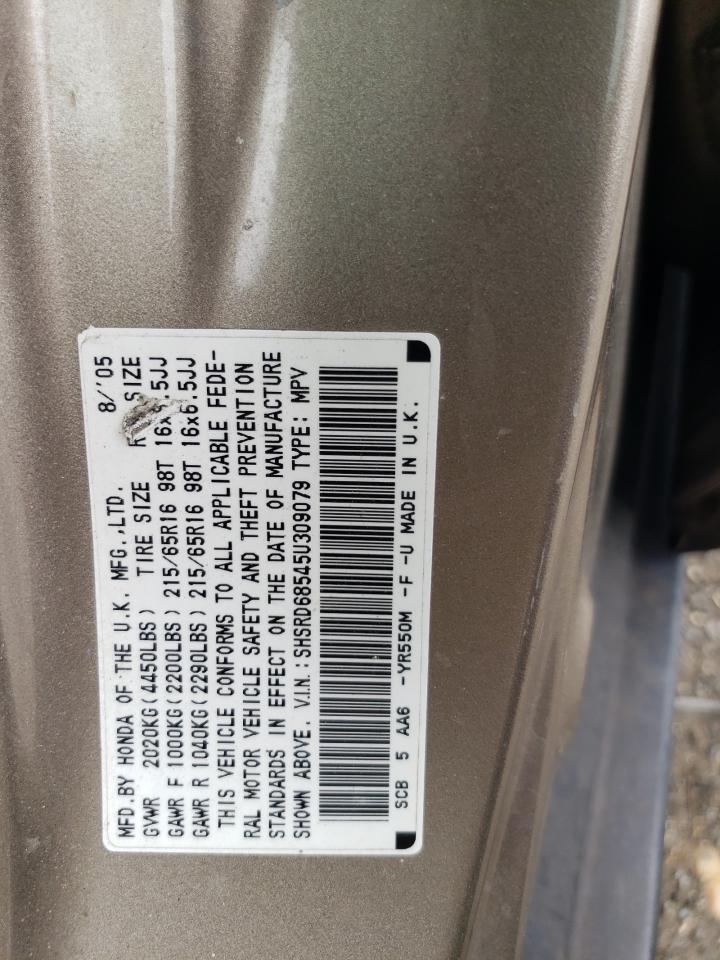 MFD.BY HONDA OF THE U.K. MFG.,LTD. 8/'05
GVWR 2020KG(4450LBS) TIRE SIZE SIZE
GAWR F 1000KG(2200LBS) 215/65R16 98T 16x6.5JJ
GAWR R 1040KG(2290LBS) 215/65R16 98T 16x6.5JJ
THIS VEHICLE CONFORMS TO ALL APPLICABLE FEDE-
RAL MOTOR VEHICLE SAFETY AND THEFT PREVENTION
STANDARDS IN EFFECT ON THE DATE OF MANUFACTURE
SHOWN ABOVE. V.I.N.:SHSRD68545U309079 TYPE: MPV
SCB 5 AA6 -YR550M -F -U MADE IN U.K.